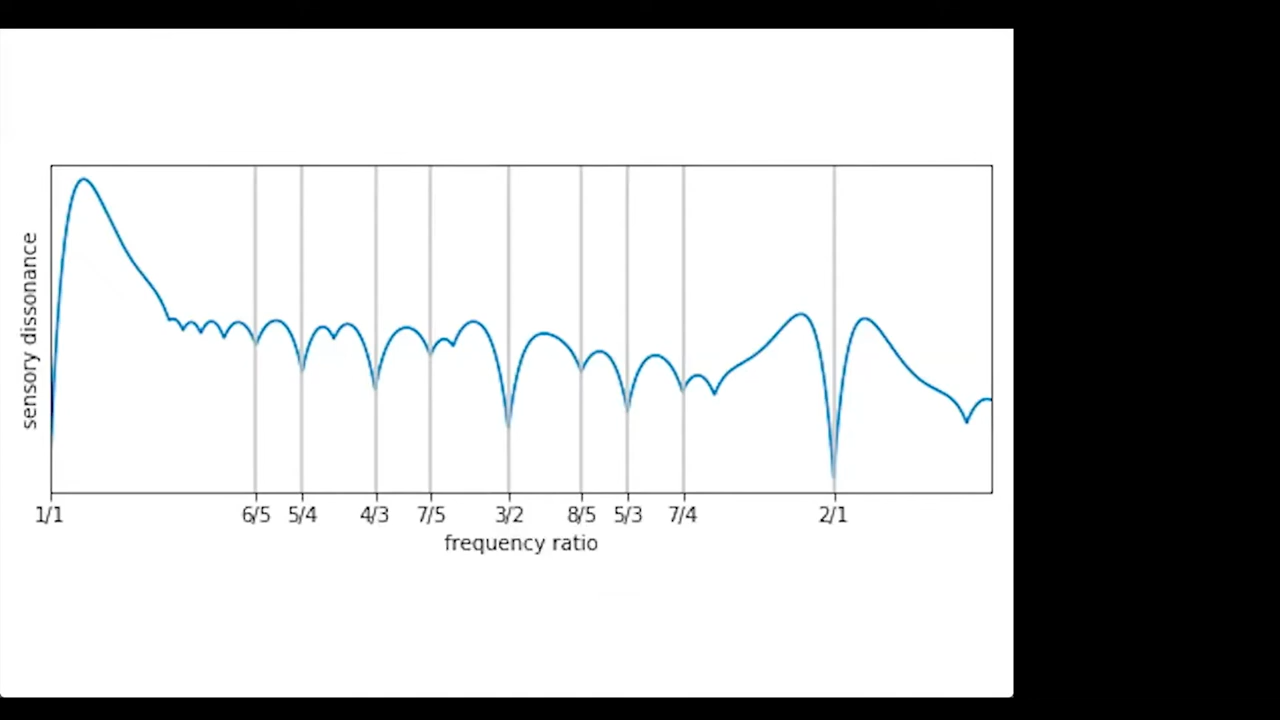 sensory dissonance
1/1 6/5 5/4 4/3 7/5 3/2 8/5 5/3 7/4 2/1
frequency ratio